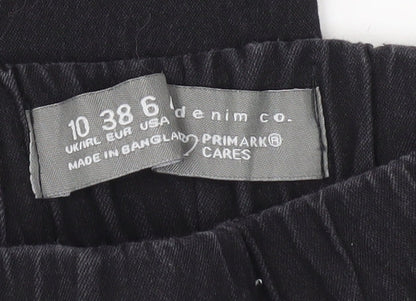 10 38 6
UK/IRL EUR USA
MADE IN BANGLAD
denim co.
PRIMARK®
CARES